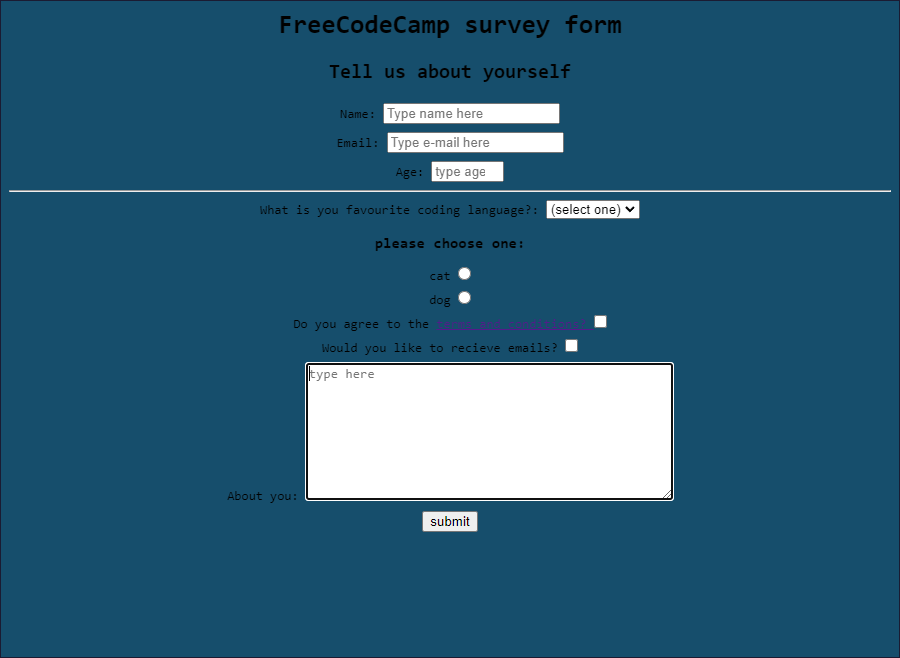 FreeCodeCamp survey form
Tell us about yourself
Name: Type name here
Email: Type e-mail here
Age: type age
What is you favourite coding language?: (select one)
please choose one:
cat
dog
Do you agree to the terms and conditions?
Would you like to recieve emails?
type here
About you:
submit